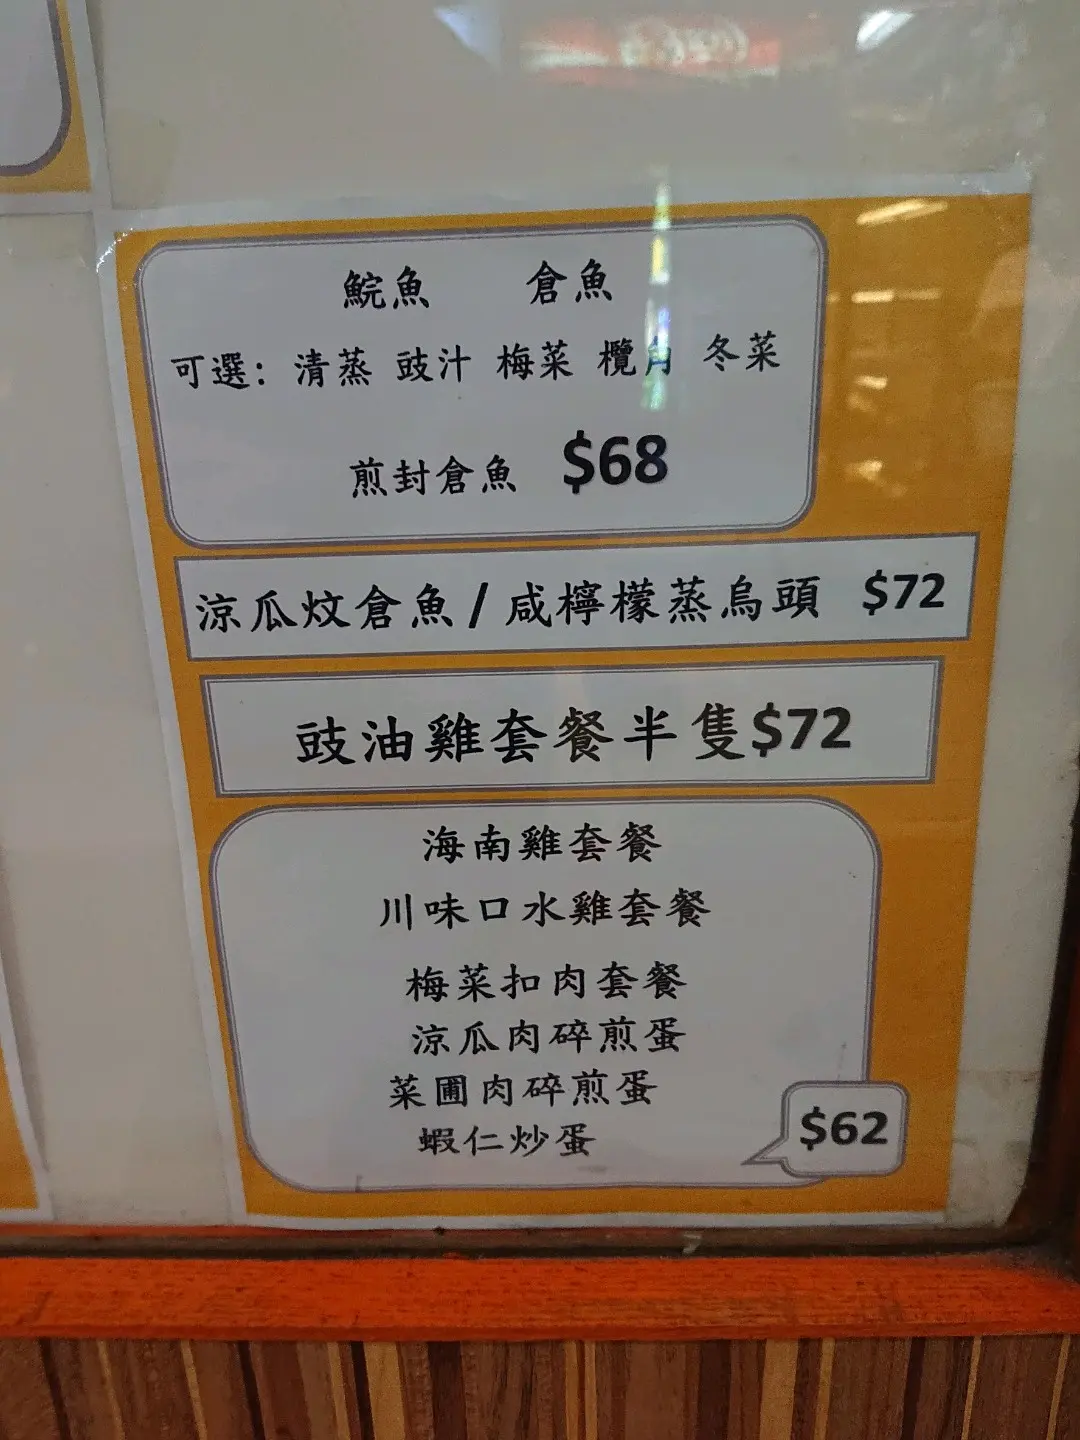 鯇魚 倉魚
可選：清蒸 豉汁 梅菜 欖角 冬菜
煎封倉魚 $68
涼瓜炆倉魚/咸檸檬蒸烏頭 $72
豉油雞套餐半隻$72
海南雞套餐
川味口水雞套餐
梅菜扣肉套餐
涼瓜肉碎煎蛋
菜圃肉碎煎蛋
蝦仁炒蛋
$62